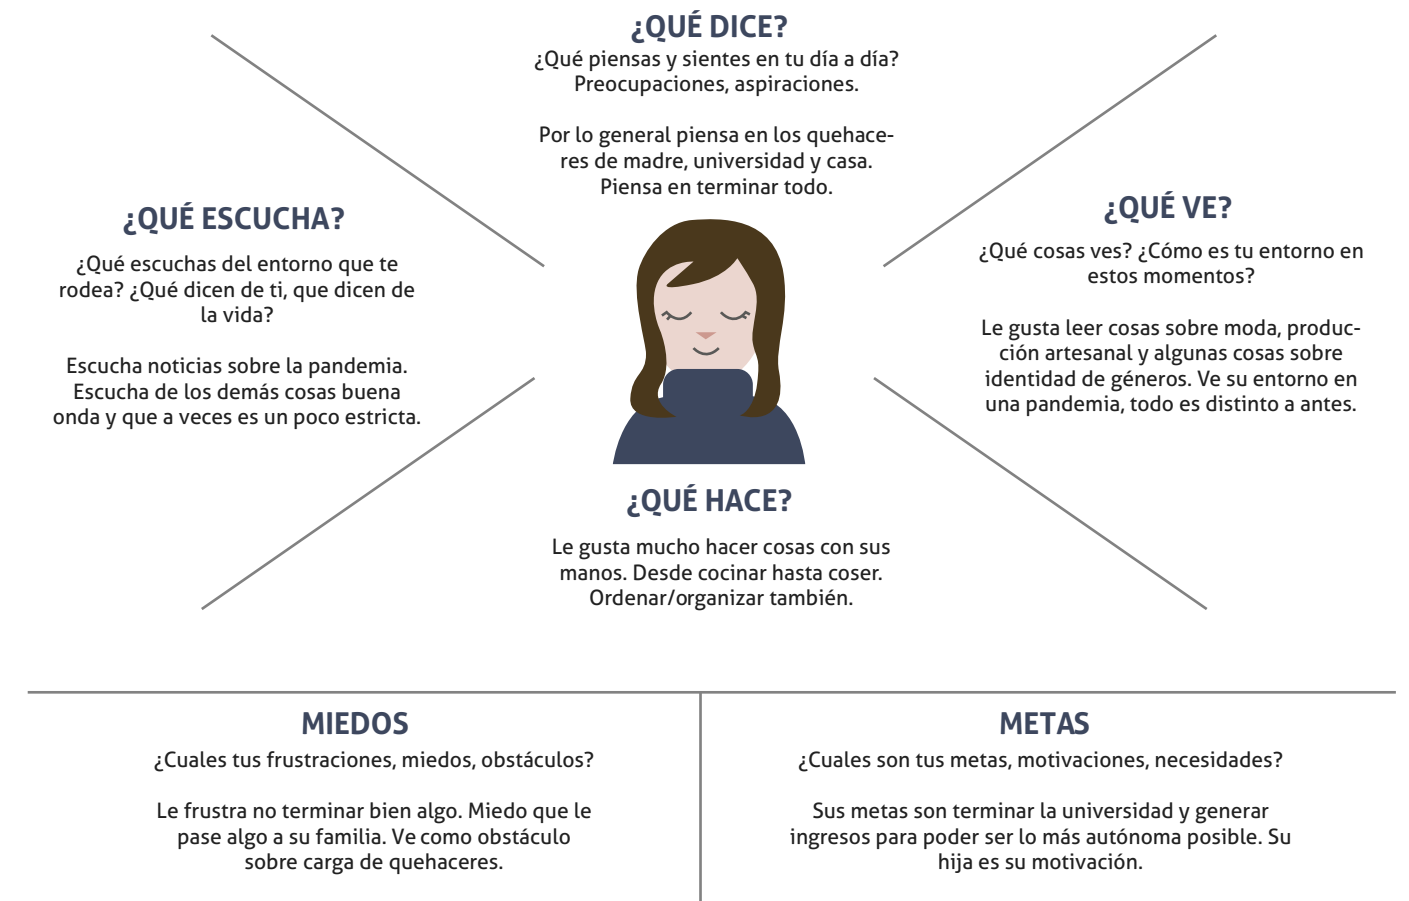 ¿QUÉ DICE?
¿Qué piensas y sientes en tu día a día?
Preocupaciones, aspiraciones.
Por lo general piensa en los quehace-
res de madre, universidad y casa.
Piensa en terminar todo.
¿QUÉ ESCUCHA?
¿Qué escuchas del entorno que te
rodea? ¿Qué dicen de ti, que dicen de
la vida?
Escucha noticias sobre la pandemia.
Escucha de los demás cosas buena
onda y que a veces es un poco estricta.
¿QUÉ VE?
¿Qué cosas ves? ¿Cómo es tu entorno en
estos momentos?
Le gusta leer cosas sobre moda, produc-
ción artesanal y algunas cosas sobre
identidad de géneros. Ve su entorno en
una pandemia, todo es distinto a antes.
¿QUÉ HACE?
Le gusta mucho hacer cosas con sus
manos. Desde cocinar hasta coser.
Ordenar/organizar también.
MIEDOS
¿Cuales tus frustraciones, miedos, obstáculos?
Le frustra no terminar bien algo. Miedo que le
pase algo a su familia. Ve como obstáculo
sobre carga de quehaceres.
METAS
¿Cuales son tus metas, motivaciones, necesidades?
Sus metas son terminar la universidad y generar
ingresos para poder ser lo más autónoma posible. Su
hija es su motivación.